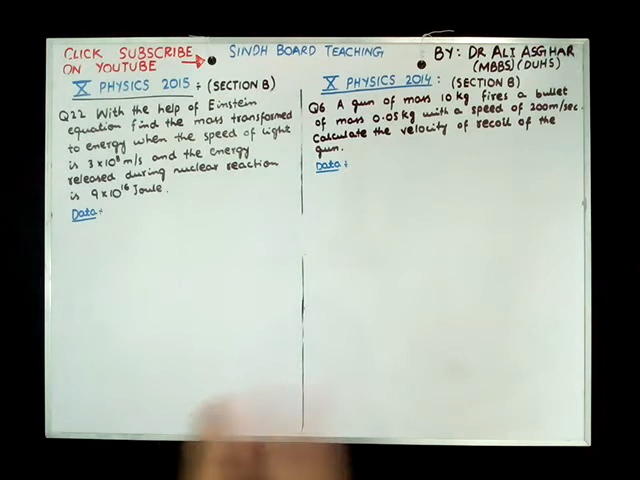 CLICK SUBSCRIBE
ON YOUTUBE
SINDH BOARD TEACHING
BY: DR ALI ASGHAR
(MBBS) (DUHS)
X PHYSICS 2015: (SECTION B)
Q22 With the help of Einstein
equation find the mass transformed
to energy when the speed of light
is 3 x 10⁸ m/s and the energy
released during nuclear reaction
is 9 x 10¹⁶ Joule.
Data:
X PHYSICS 2014: (SECTION B)
Q6 A gun of mass 10 kg fires a bullet
of mass 0.05 kg with a speed of 200m/sec.
Calculate the velocity of recoll of the
gun.
Data: